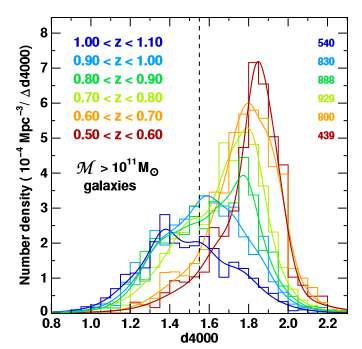 1.00 < z < 1.10 540
0.90 < z < 1.00 830
0.80 < z < 0.90 888
0.70 < z < 0.80 929
0.60 < z < 0.70 800
0.50 < z < 0.60 439
ℳ > 10¹¹M⊙
galaxies
Number density ( 10⁻⁴ Mpc⁻³/ Δd4000)
8
7
6
5
4
3
2
1
0
0.8 1.0 1.2 1.4 1.6 1.8 2.0 2.2
d4000